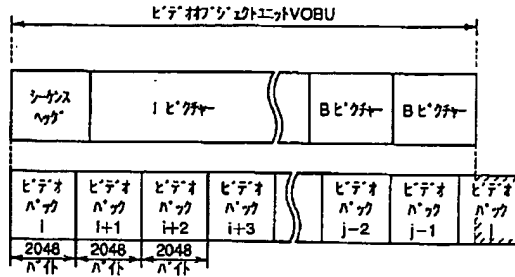 ビデオオブジェクトユニットVOBU
シーケンス
ヘッダ
I ピクチャー
Bピクチャー
Bピクチャー
ビデオ
パック
i
ビデオ
パック
i+1
ビデオ
パック
i+2
ビデオ
パック
i+3
ビデオ
パック
j−2
ビデオ
パック
j−1
ビデオ
パック
j
2048
バイト
2048
バイト
2048
バイト